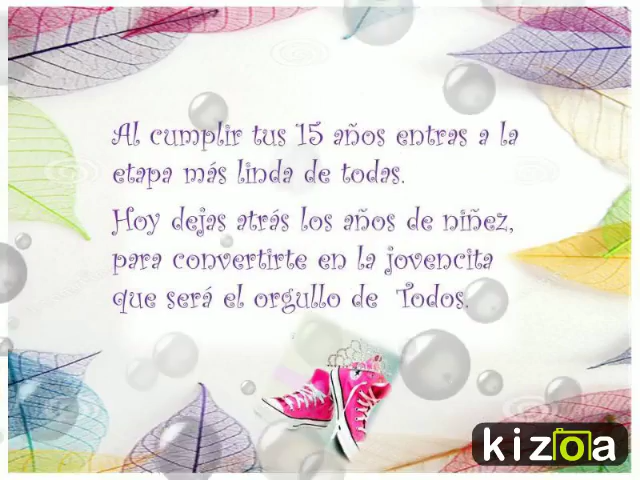 Al cumplir tus 15 años entras a la
etapa más linda de todas.
Hoy dejas atrás los años de niñez,
para convertirte en la jovencita
que será el orgullo de Todos.
kizoa